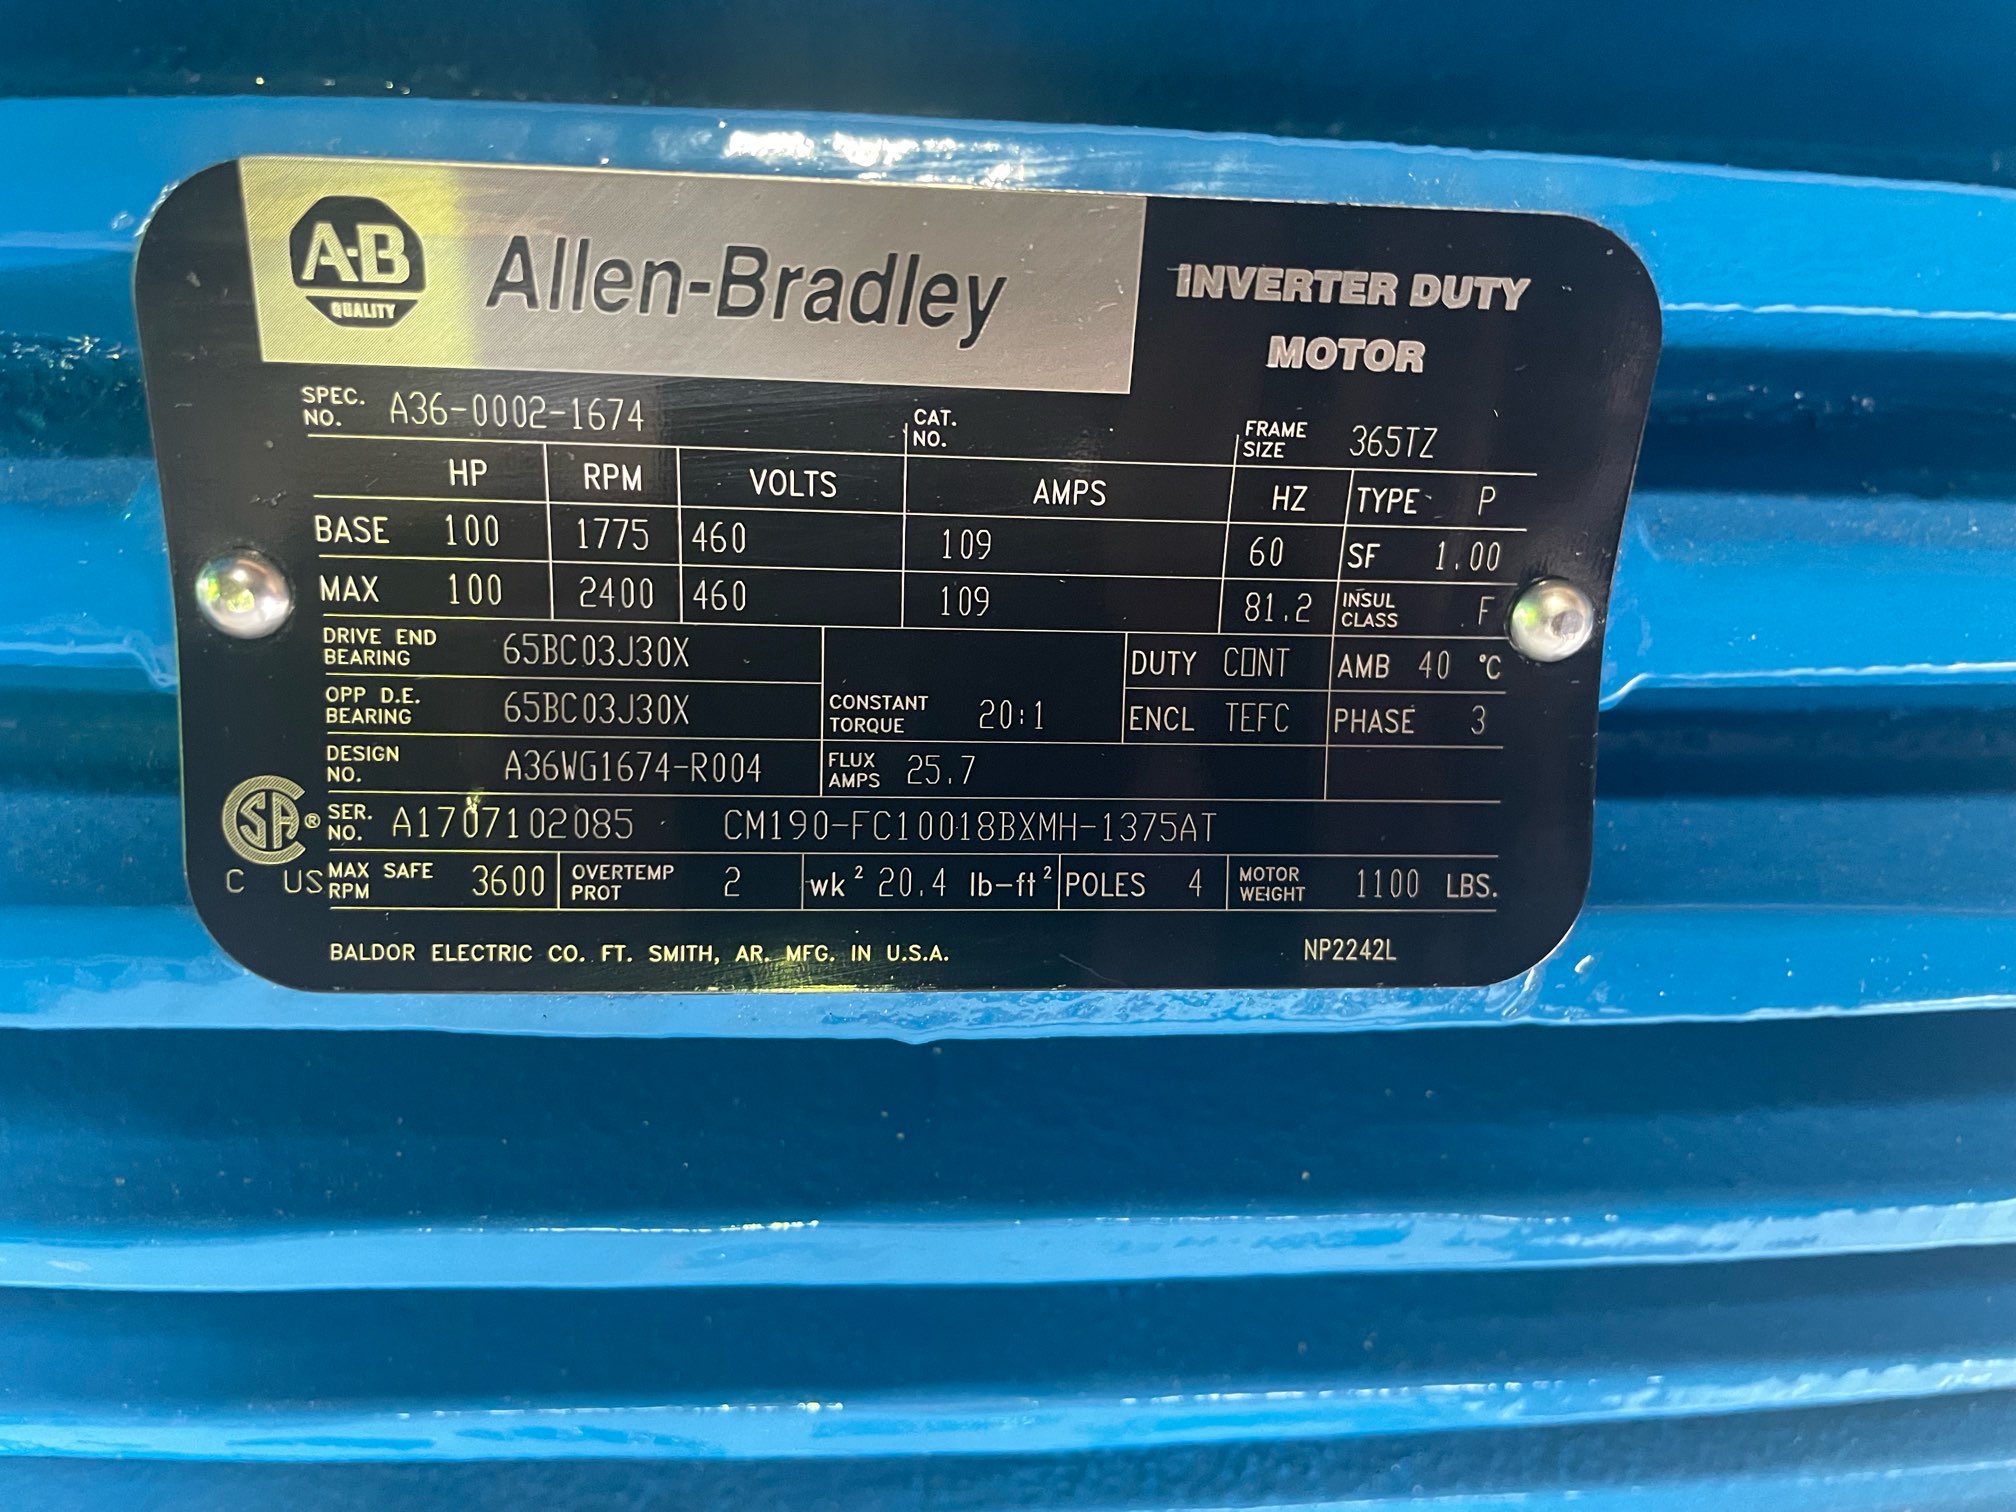 A-B QUALITY Allen-Bradley
INVERTER DUTY
MOTOR
SPEC. NO. A36-0002-1674 CAT. NO. FRAME SIZE 365TZ
HP RPM VOLTS AMPS HZ TYPE P
BASE 100 1775 460 109 60 SF 1.00
MAX 100 2400 460 109 81.2 INSUL CLASS F
DRIVE END BEARING 65BC03J30X DUTY CONT AMB 40 °C
OPP D.E. BEARING 65BC03J30X CONSTANT TORQUE 20:1 ENCL TEFC PHASE 3
DESIGN NO. A36WG1674-R004 FLUX AMPS 25.7
SA ® SER. NO. A1707102085 CM190-FC10018BXMH-1375AT
C US MAX SAFE RPM 3600 OVERTEMP PROT 2 wk² 20.4 lb-ft² POLES 4 MOTOR WEIGHT 1100 LBS.
BALDOR ELECTRIC CO. FT. SMITH, AR. MFG. IN U.S.A. NP2242L